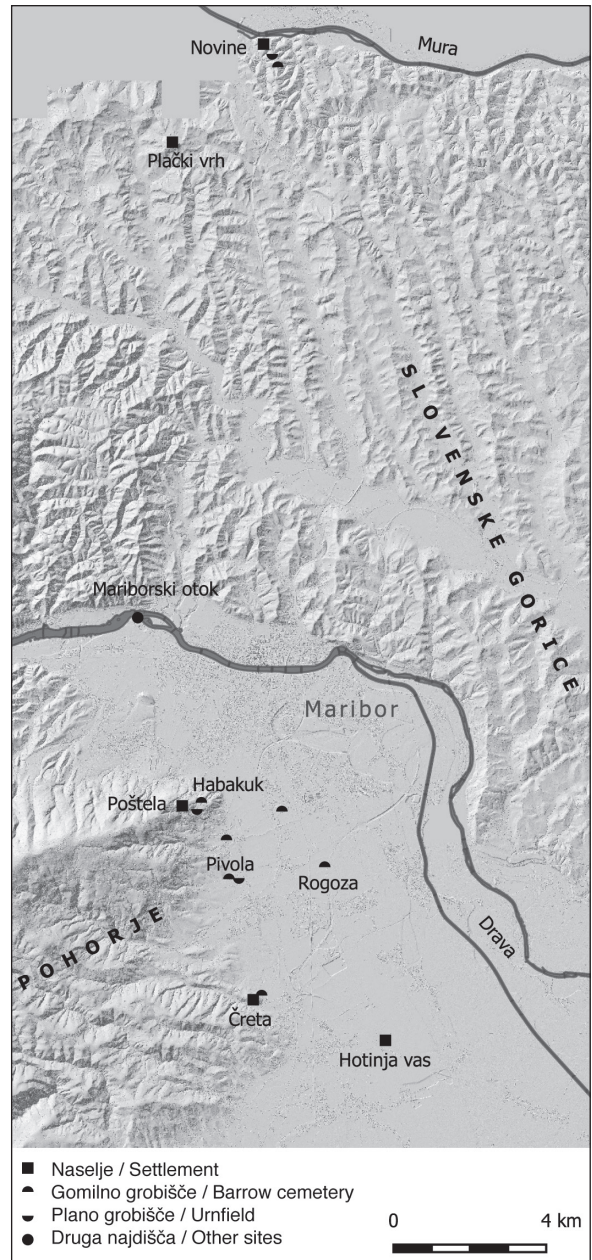 Novine
Mura
Plački vrh
SLOVENSKE GORICE
Mariborski otok
Maribor
Habakuk
Poštela
Pivola
Rogoza
POHORJE
Drava
Čreta
Hotinja vas
Naselje / Settlement
Gomilno grobišče / Barrow cemetery
Plano grobišče / Urnfield
Druga najdišča / Other sites
0 4 km